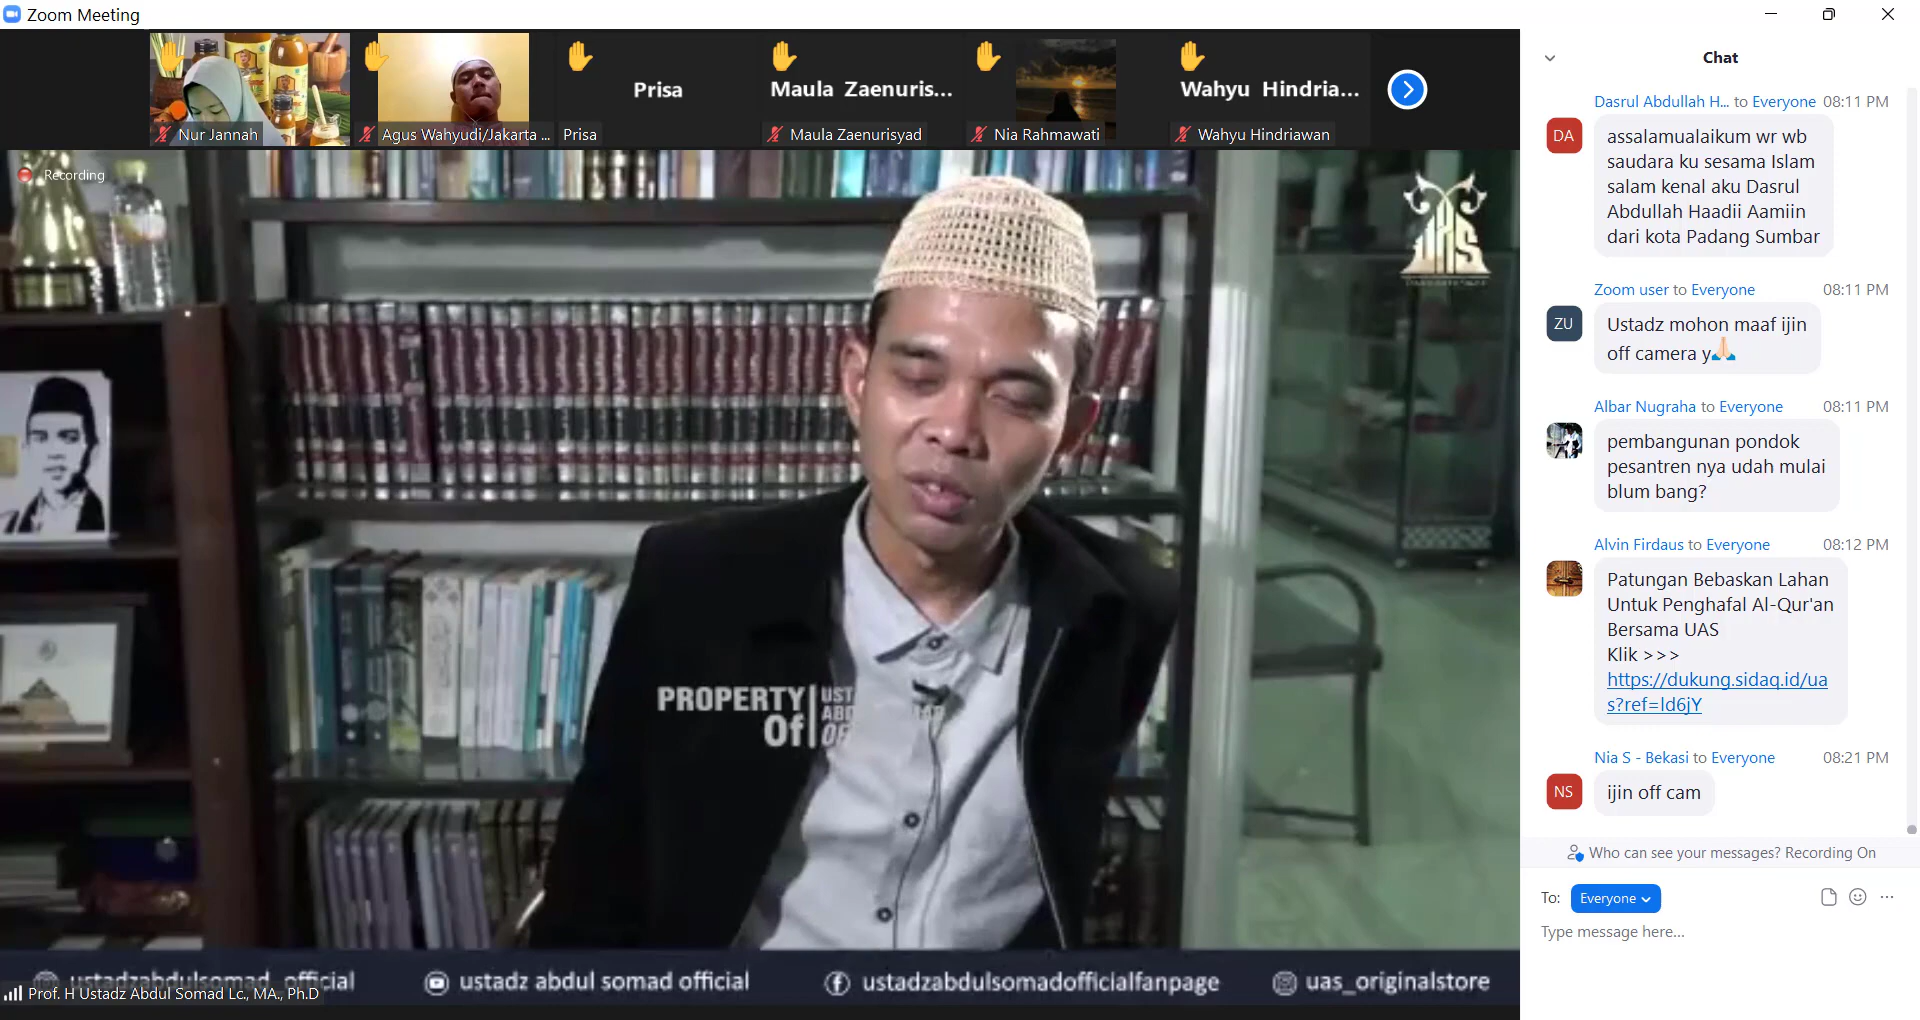 Zoom Meeting
Nur Jannah
Agus Wahyudi/Jakarta ...
Prisa
Prisa
Maula Zaenuris...
Maula Zaenurisyad
Nia Rahmawati
Wahyu Hindria...
Wahyu Hindriawan
Recording
UAS
PROPERTY
Of
ustadzabdulsomad_official
ustadz abdul somad official
ustadzabdulsomadofficialfanpage
uas_originalstore
Prof. H Ustadz Abdul Somad Lc., MA., Ph.D
Chat
Dasrul Abdullah H... to Everyone 08:11 PM
DA
assalamualaikum wr wb
saudara ku sesama Islam
salam kenal aku Dasrul
Abdullah Haadii Aamiin
dari kota Padang Sumbar
Zoom user to Everyone 08:11 PM
ZU
Ustadz mohon maaf ijin
off camera y🙏🏻
Albar Nugraha to Everyone 08:11 PM
pembangunan pondok
pesantren nya udah mulai
blum bang?
Alvin Firdaus to Everyone 08:12 PM
Patungan Bebaskan Lahan
Untuk Penghafal Al-Qur'an
Bersama UAS
Klik >>>
https://dukung.sidaq.id/ua
s?ref=ld6jY
Nia S - Bekasi to Everyone 08:21 PM
NS
ijin off cam
Who can see your messages? Recording On
To: Everyone
Type message here...